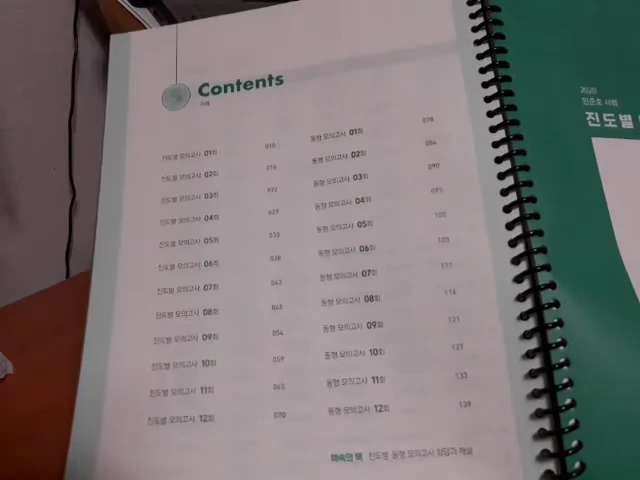 Contents
차례
진도별 모의고사 01회 010
진도별 모의고사 02회 016
진도별 모의고사 03회 022
진도별 모의고사 04회 027
진도별 모의고사 05회 033
진도별 모의고사 06회 038
진도별 모의고사 07회 043
진도별 모의고사 08회 048
진도별 모의고사 09회 054
진도별 모의고사 10회 059
진도별 모의고사 11회 065
진도별 모의고사 12회 070
동형 모의고사 01회 078
동형 모의고사 02회 084
동형 모의고사 03회 090
동형 모의고사 04회 095
동형 모의고사 05회 100
동형 모의고사 06회 105
동형 모의고사 07회 111
동형 모의고사 08회 116
동형 모의고사 09회 121
동형 모의고사 10회 127
동형 모의고사 11회 133
동형 모의고사 12회 139
책속의 책 진도별 동형 모의고사 정답과 해설
2020
민준호 사회
진도별